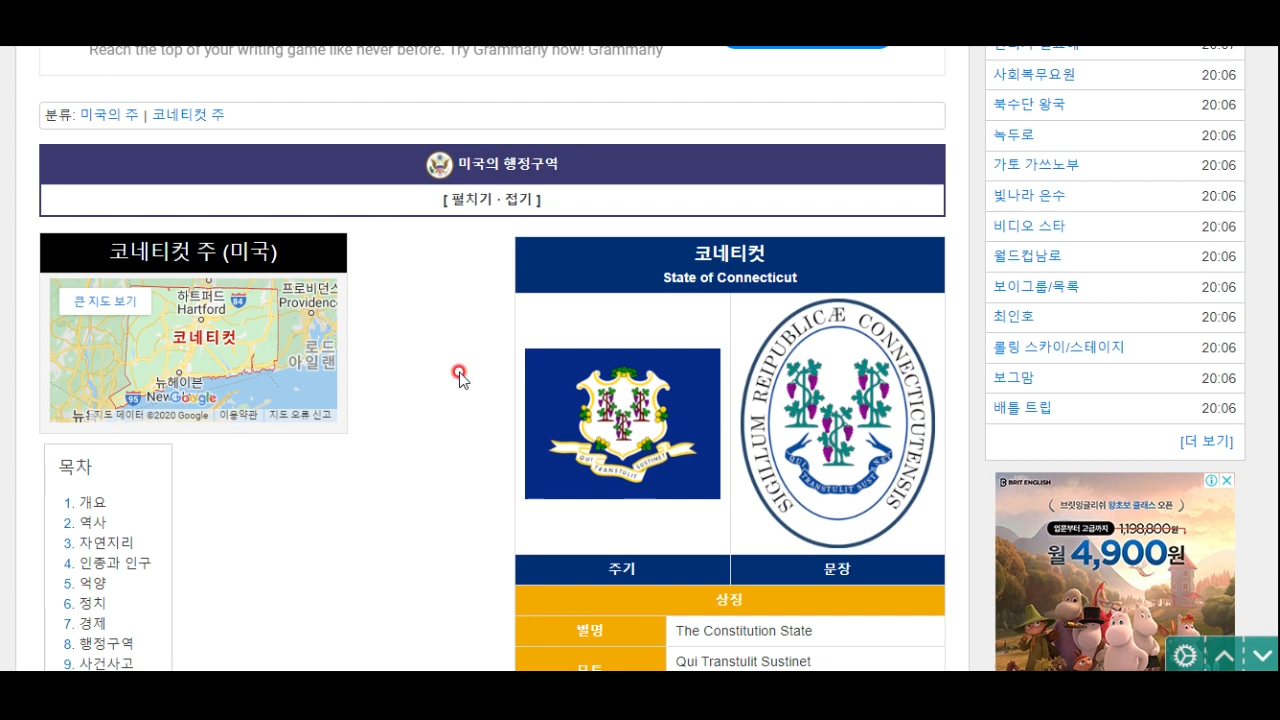 Reach the top of your writing game like never before. Try Grammarly now! Grammarly
분류: 미국의 주 | 코네티컷 주
미국의 행정구역
[ 펼치기 · 접기 ]
코네티컷 주 (미국)
큰 지도 보기
하트퍼드
Hartford
84
프로비던스
Providence
코네티컷
로드
아일랜
뉴헤이븐
95
New
Google
지도 데이터 ©2020 Google
이용약관
지도 오류 신고
목차
1. 개요
2. 역사
3. 자연지리
4. 인종과 인구
5. 억양
6. 정치
7. 경제
8. 행정구역
9. 사건사고
코네티컷
State of Connecticut
QUI TRANSTULIT SUSTINET
SIGILLUM REIPUBLICÆ CONNECTICUTENSIS
QUI TRANSTULIT SUST NET
주기
문장
상징
별명
The Constitution State
모토
Qui Transtulit Sustinet
20:07
사회복무요원 20:06
북수단 왕국 20:06
녹두로 20:06
가토 가쓰노부 20:06
빛나라 은수 20:06
비디오 스타 20:06
월드컵남로 20:06
보이그룹/목록 20:06
최인호 20:06
롤링 스카이/스테이지 20:06
보그맘 20:06
배틀 트립 20:06
[더 보기]
BRIT ENGLISH
브릿잉글리쉬 왕초보 클래스 오픈
입문부터 고급까지 1,198,800원
월 4,900원